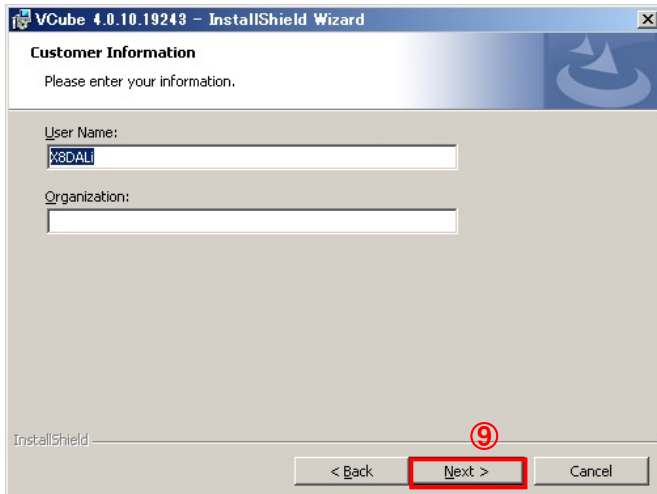 VCube 4.0.10.19243 - InstallShield Wizard
Customer Information
Please enter your information.
User Name:
X8DALi
Organization:
InstallShield
⑨
< Back Next > Cancel